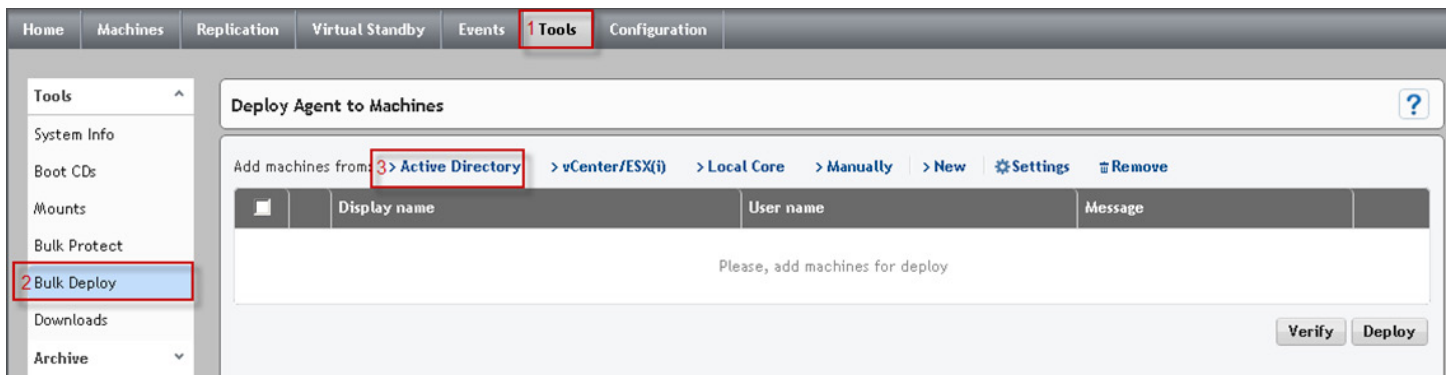 Home Machines Replication Virtual Standby Events 1 Tools Configuration
Tools
System Info
Boot CDs
Mounts
Bulk Protect
2 Bulk Deploy
Downloads
Archive
Deploy Agent to Machines ?
Add machines from: 3 > Active Directory > vCenter/ESX(i) > Local Core > Manually > New Settings Remove
Display name User name Message
Please, add machines for deploy
Verify Deploy